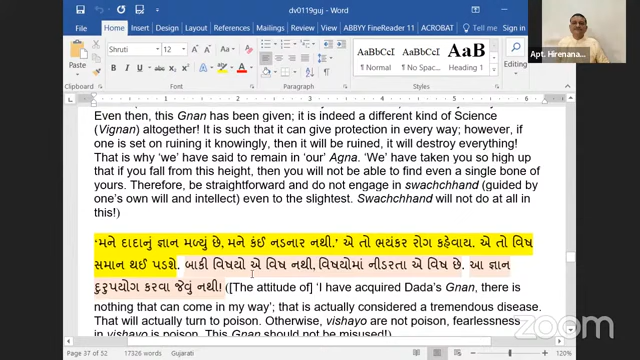 dv0119guj - Word
File Home Insert Draw Design Layout References Mailings Review View Help ABBYY FineReader 11 ACROBAT
Shruti 12
Clipboard Font Paragraph Styles
AaBbCcI AaBbCcI AaB
¶ Normal ¶ No Spac... Heading 1
Editing
Apt. Hirenana...
Even then, this Gnan has been given; it is indeed a different kind of Science
(Vignan) altogether! It is such that it can give protection in every way; however, if
one is set on ruining it knowingly, then it will be ruined, it will destroy everything!
That is why 'we' have said to remain in 'our' Agna. 'We' have taken you so high up
that if you fall from this height, then you will not be able to find even a single bone of
yours. Therefore, be straightforward and do not engage in swachchhand (guided by
one's own will and intellect) even to the slightest. Swachchhand will not do at all in
this!)
'મને દાદાનું જ્ઞાન મળ્યું છે, મને કંઈ નડનાર નથી.' એ તો ભયંકર રોગ કહેવાય. એ તો વિષ
સમાન થઈ પડશે. બાકી વિષયો એ વિષ નથી, વિષયોમાં નીડરતા એ વિષ છે. આ જ્ઞાન
દુરુપયોગ કરવા જેવું નથી! ([The attitude of] 'I have acquired Dada's Gnan, there is
nothing that can come in my way'; that is actually considered a tremendous disease.
That will actually turn to poison. Otherwise, vishayo are not poison, fearlessness
in vishayo is poison. This Gnan should not be misused!)
Page 37 of 52 17326 words Gujarati
zoom